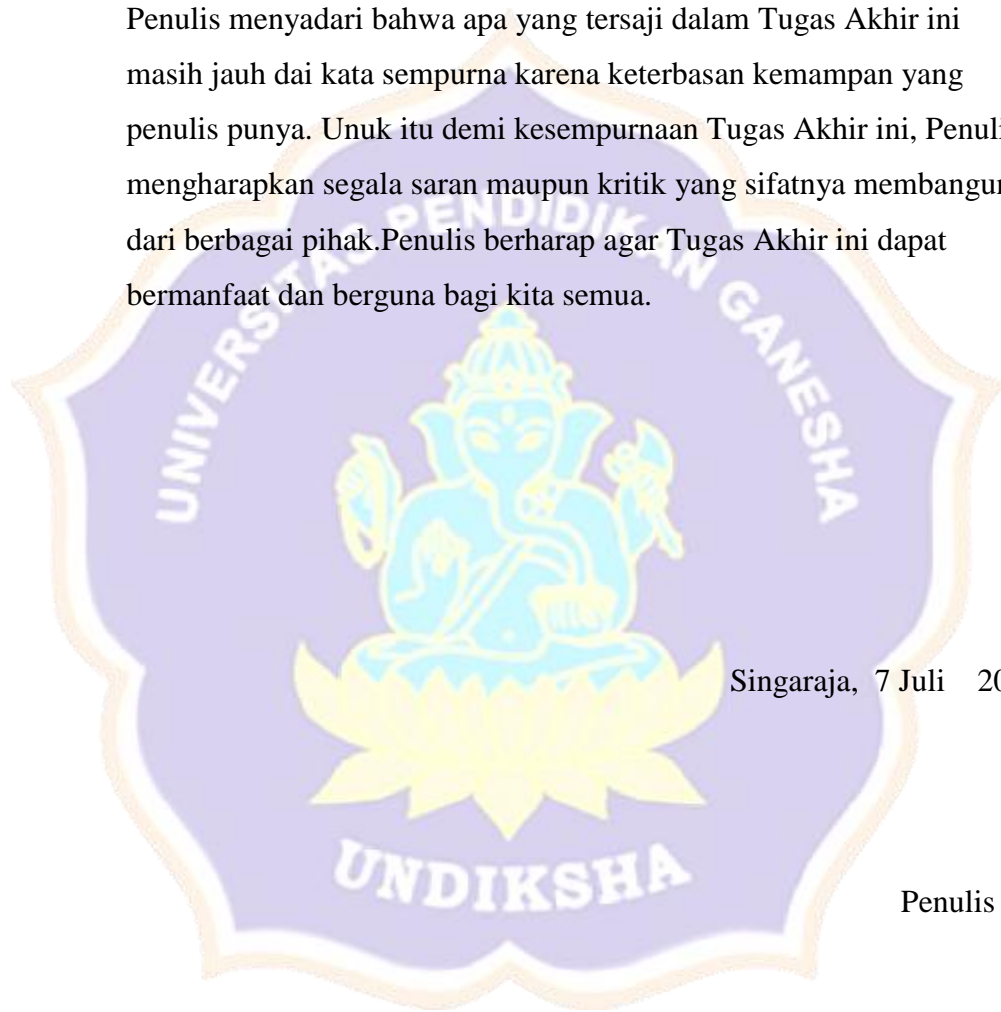 Penulis menyadari bahwa apa yang tersaji dalam Tugas Akhir ini
masih jauh dai kata sempurna karena keterbasan kemampan yang
penulis punya. Unuk itu demi kesempurnaan Tugas Akhir ini, Penuli
mengharapkan segala saran maupun kritik yang sifatnya membangun
dari berbagai pihak.Penulis berharap agar Tugas Akhir ini dapat
bermanfaat dan berguna bagi kita semua.
UNIVERSITAS PENDIDIKAN GANESHA
Singaraja, 7 Juli 20
UNDIKSHA
Penulis